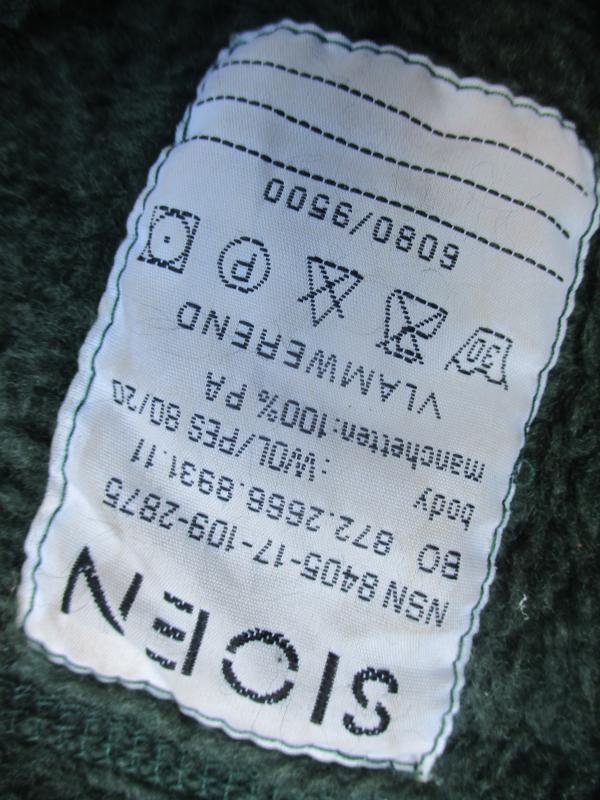 SIOEN
NSN 8405-17-109-2875
BO 872.2666.8931.11
body :WOL/PES 80/20
manchetten:100% PA
VLAMWEREND
30 P
6080/9500